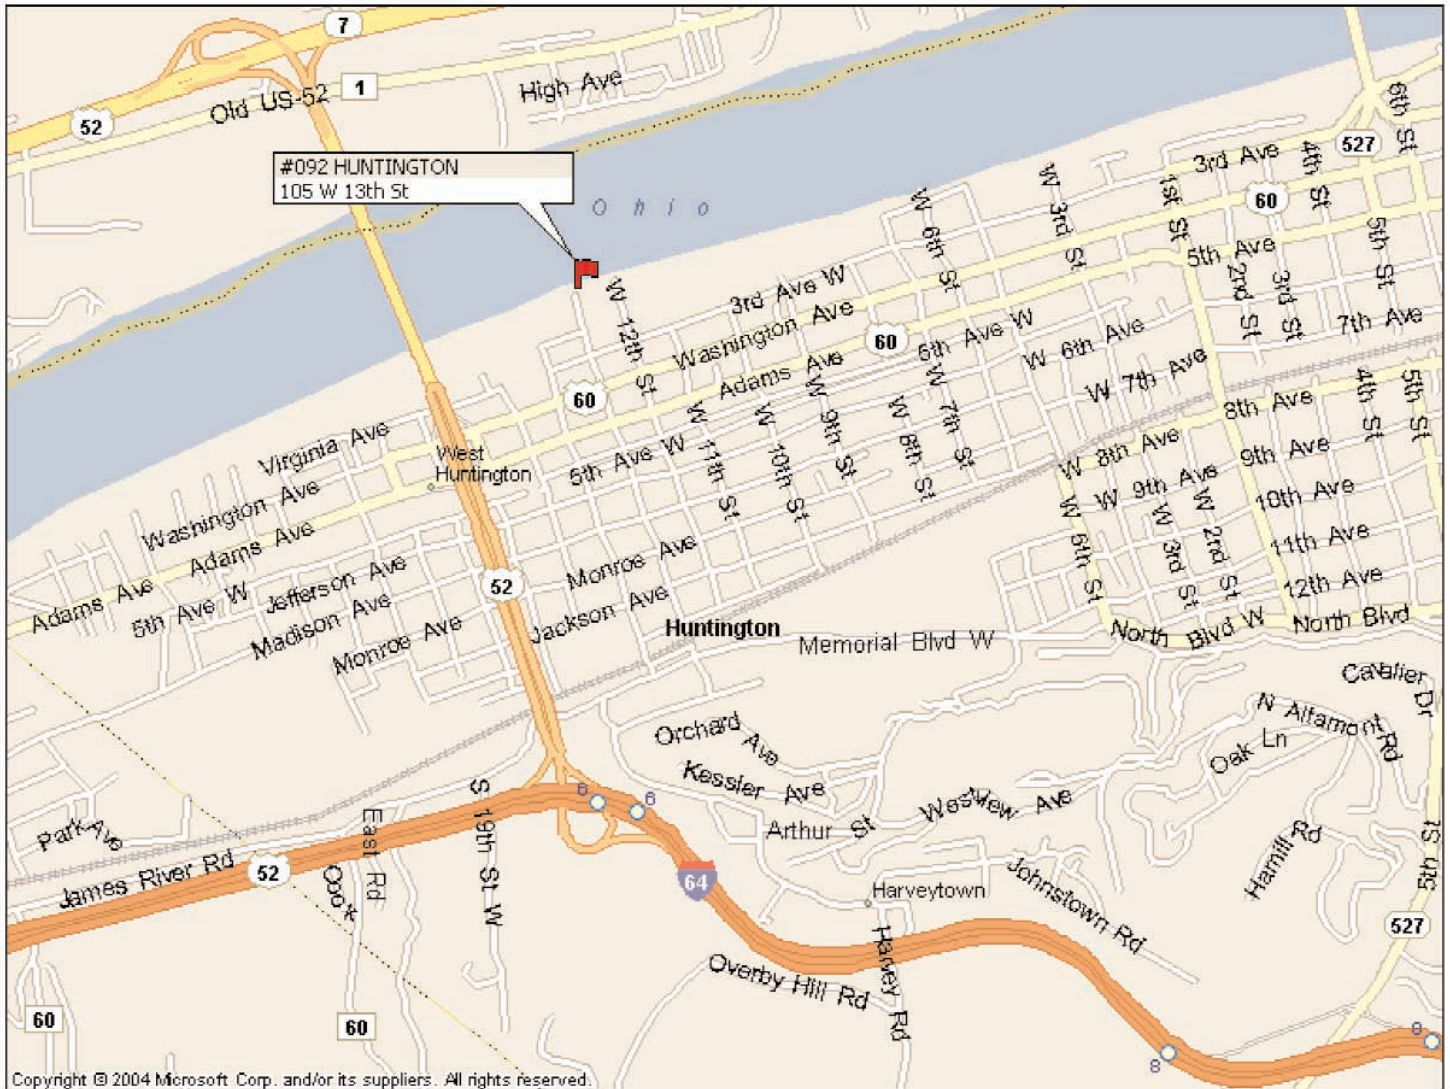 7
1
Old US-52
High Ave
52
#092 HUNTINGTON
105 W 13th St
Ohio
6th St
527
3rd Ave
4th St
60
W 6th St
W 3rd St
1st St
5th Ave
5th St
2nd St
3rd St
7th Ave
W 12th St
3rd Ave W
Washington Ave
60
5th Ave W
W 6th Ave
Adams Ave
W 7th Ave
60
W 9th St
W 7th St
W 8th St
4th St
5th St
8th Ave
Virginia Ave
West
Huntington
5th Ave W
W 11th St
W 10th St
W 8th Ave
9th Ave
Washington Ave
W 9th Ave
10th Ave
W 5th St
W 3rd St
W 2nd St
Adams Ave
11th Ave
Jefferson Ave
Monroe Ave
52
12th Ave
Adams Ave
5th Ave W
Madison Ave
Jackson Ave
Monroe Ave
Huntington
Memorial Blvd W
North Blvd W
North Blvd
Cavalier Dr
N Altamont Rd
Orchard Ave
Oak Ln
Kessler Ave
Westview Ave
6
6
S 19th St W
East Rd
Park Ave
Arthur St
Hamill Rd
5th St
James River Rd
52
Cook
64
Harveytown
Johnstown Rd
527
Harvey Rd
Overby Hill Rd
60
60
8
8
Copyright © 2004 Microsoft Corp. and/or its suppliers. All rights reserved.